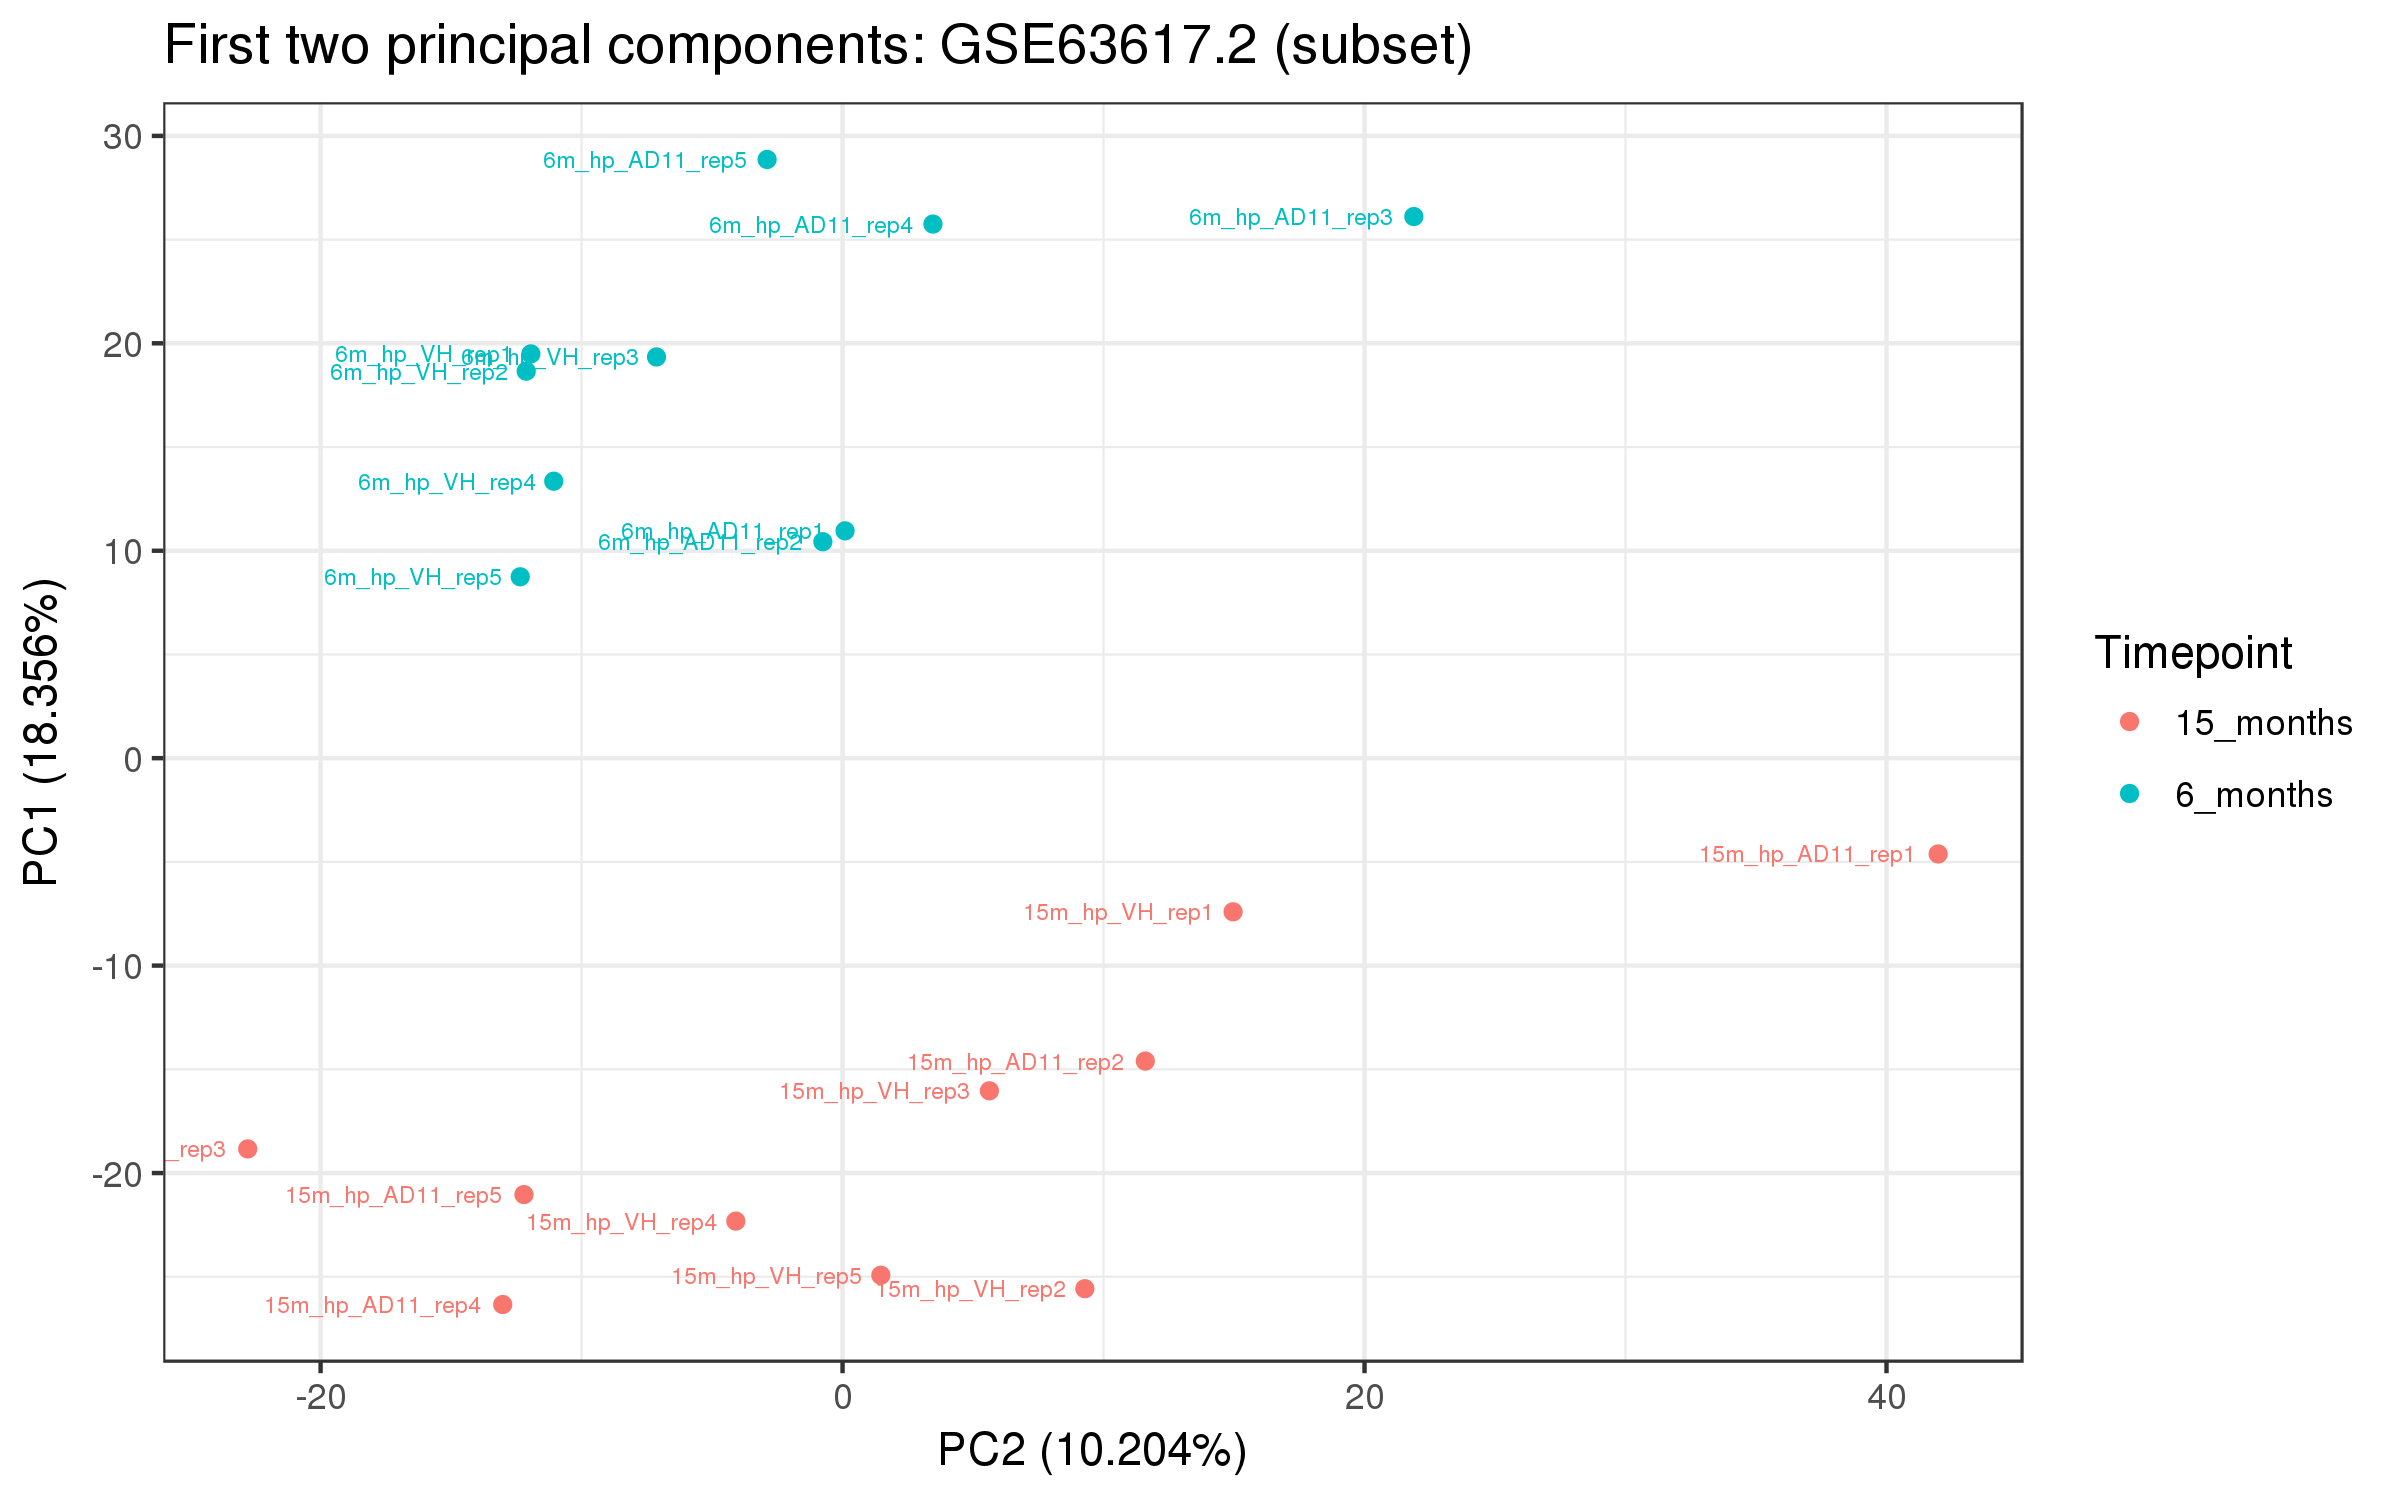 First two principal components: GSE63617.2 (subset)
30
6m_hp_AD11_rep5
6m_hp_AD11_rep4
6m_hp_AD11_rep3
20
6m_hp_VH_rep1
6m_hp_VH_rep3
6m_hp_VH_rep2
6m_hp_VH_rep4
10
6m_hp_AD11_rep1
6m_hp_AD11_rep2
6m_hp_VH_rep5
0
15m_hp_AD11_rep1
15m_hp_VH_rep1
-10
15m_hp_AD11_rep2
15m_hp_VH_rep3
_rep3
-20
15m_hp_AD11_rep5
15m_hp_VH_rep4
15m_hp_VH_rep5
15m_hp_VH_rep2
15m_hp_AD11_rep4
-20 0 20 40
PC2 (10.204%)
PC1 (18.356%)
Timepoint
15_months
6_months